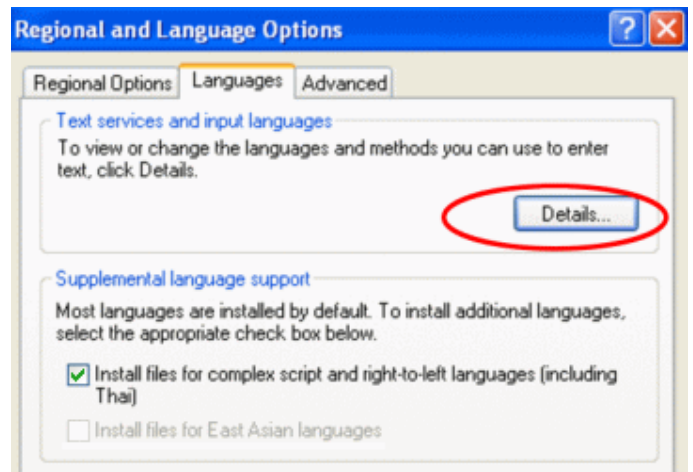 Regional and Language Options
Regional Options Languages Advanced
Text services and input languages
To view or change the languages and methods you can use to enter
text, click Details.
Details...
Supplemental language support
Most languages are installed by default. To install additional languages,
select the appropriate check box below.
Install files for complex script and right-to-left languages (including
Thai)
Install files for East Asian languages